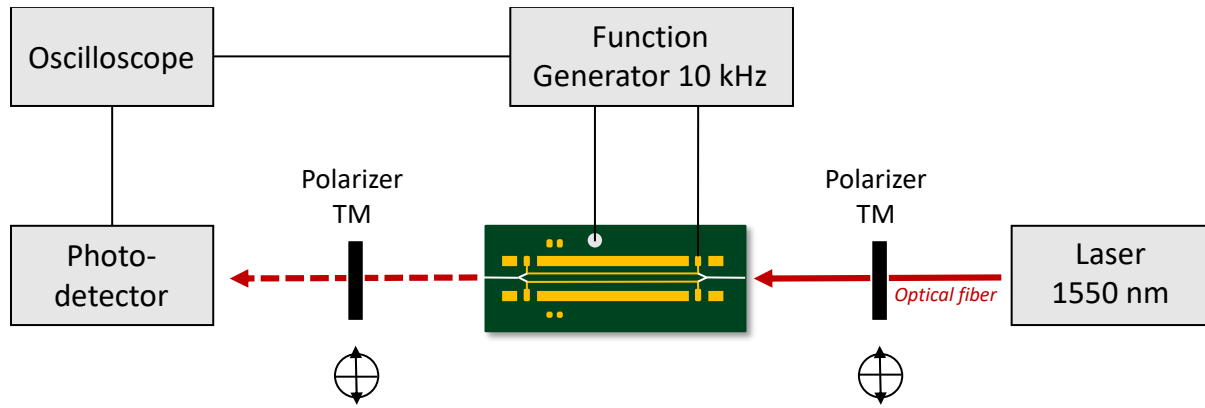 Oscilloscope
Function
Generator 10 kHz
Polarizer
TM
Polarizer
TM
Photo-
detector
Optical fiber
Laser
1550 nm